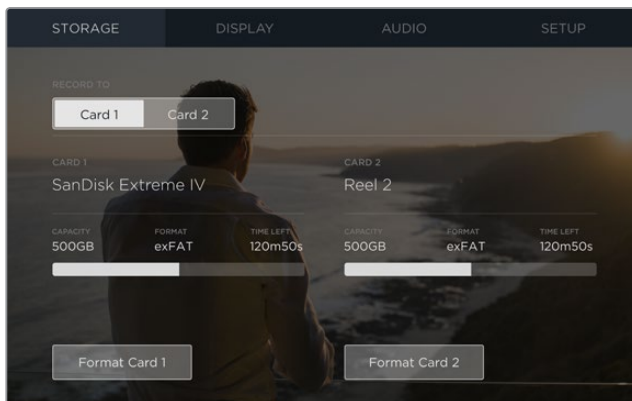 STORAGE DISPLAY AUDIO SETUP
RECORD TO
Card 1 Card 2
CARD 1 CARD 2
SanDisk Extreme IV Reel 2
CAPACITY FORMAT TIME LEFT CAPACITY FORMAT TIME LEFT
500GB exFAT 120m50s 500GB exFAT 120m50s
Format Card 1 Format Card 2